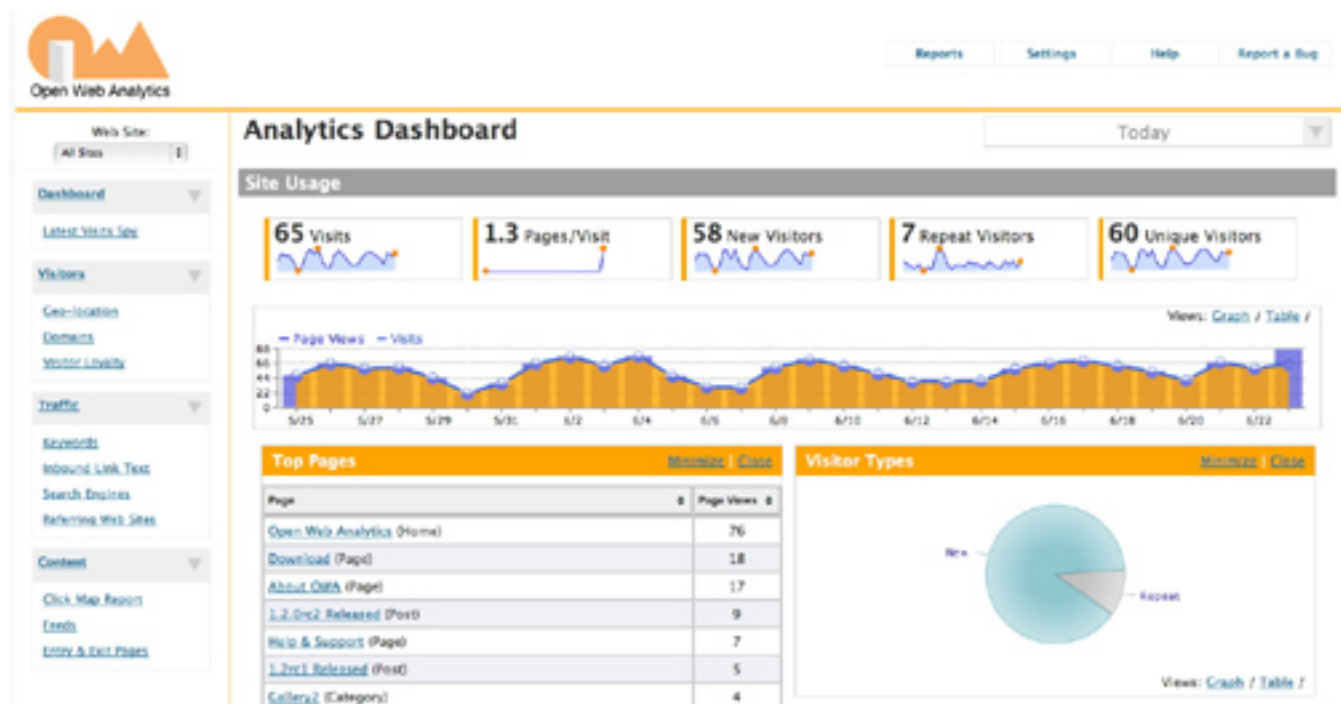 Open Web Analytics
Reports Settings Help Report a Bug
Web Site:
All Sites
Analytics Dashboard
Today
Dashboard
Latest Visits Spy
Visitors
Geo-location
Domains
Visitor Loyalty
Traffic
Keywords
Inbound Link Text
Search Engines
Referring Web Sites
Content
Click Map Report
Feeds
Entry & Exit Pages
Site Usage
65 Visits
1.3 Pages/Visit
58 New Visitors
7 Repeat Visitors
60 Unique Visitors
Views: Graph / Table /
Page Views Visits
88
66
44
22
0
5/25 5/27 5/29 5/31 6/2 6/4 6/6 6/8 6/10 6/12 6/14 6/16 6/18 6/20 6/22
Top Pages Minimize | Close
Page Page Views
Open Web Analytics (Home) 76
Download (Page) 18
About OWA (Page) 17
1.2.0rc2 Released (Post) 9
Help & Support (Page) 7
1.2rc1 Released (Post) 5
Gallery2 (Category) 4
Visitor Types Minimize | Close
New
Repeat
Views: Graph / Table /